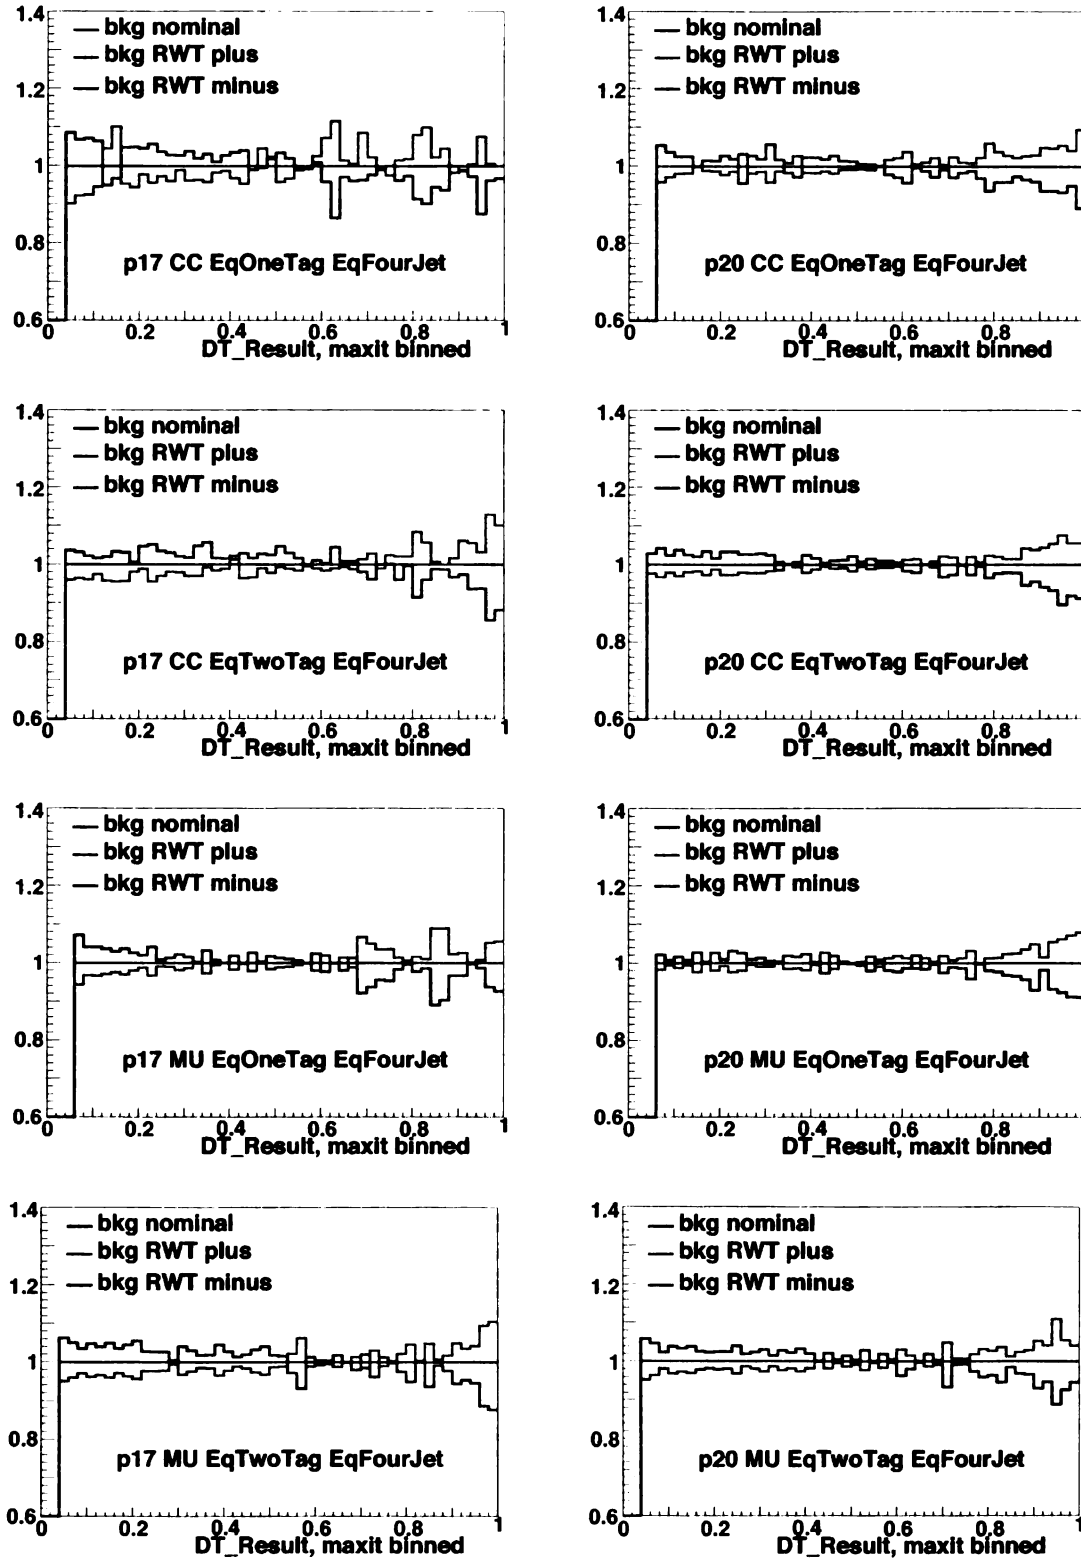 1.4
bkg nominal
bkg RWT plus
bkg RWT minus
1.2
1
0.8
p17 CC EqOneTag EqFourJet
0.6
0 0.2 0.4 0.6 0.8 1
DT_Result, maxit binned
1.4
bkg nominal
bkg RWT plus
bkg RWT minus
1.2
1
0.8
p20 CC EqOneTag EqFourJet
0.6
0 0.2 0.4 0.6 0.8 1
DT_Result, maxit binned
1.4
bkg nominal
bkg RWT plus
bkg RWT minus
1.2
1
0.8
p17 CC EqTwoTag EqFourJet
0.6
0 0.2 0.4 0.6 0.8 1
DT_Result, maxit binned
1.4
bkg nominal
bkg RWT plus
bkg RWT minus
1.2
1
0.8
p20 CC EqTwoTag EqFourJet
0.6
0 0.2 0.4 0.6 0.8 1
DT_Result, maxit binned
1.4
bkg nominal
bkg RWT plus
bkg RWT minus
1.2
1
0.8
p17 MU EqOneTag EqFourJet
0.6
0 0.2 0.4 0.6 0.8 1
DT_Result, maxit binned
1.4
bkg nominal
bkg RWT plus
bkg RWT minus
1.2
1
0.8
p20 MU EqOneTag EqFourJet
0.6
0 0.2 0.4 0.6 0.8 1
DT_Result, maxit binned
1.4
bkg nominal
bkg RWT plus
bkg RWT minus
1.2
1
0.8
p17 MU EqTwoTag EqFourJet
0.6
0 0.2 0.4 0.6 0.8 1
DT_Result, maxit binned
1.4
bkg nominal
bkg RWT plus
bkg RWT minus
1.2
1
0.8
p20 MU EqTwoTag EqFourJet
0.6
0 0.2 0.4 0.6 0.8 1
DT_Result, maxit binned